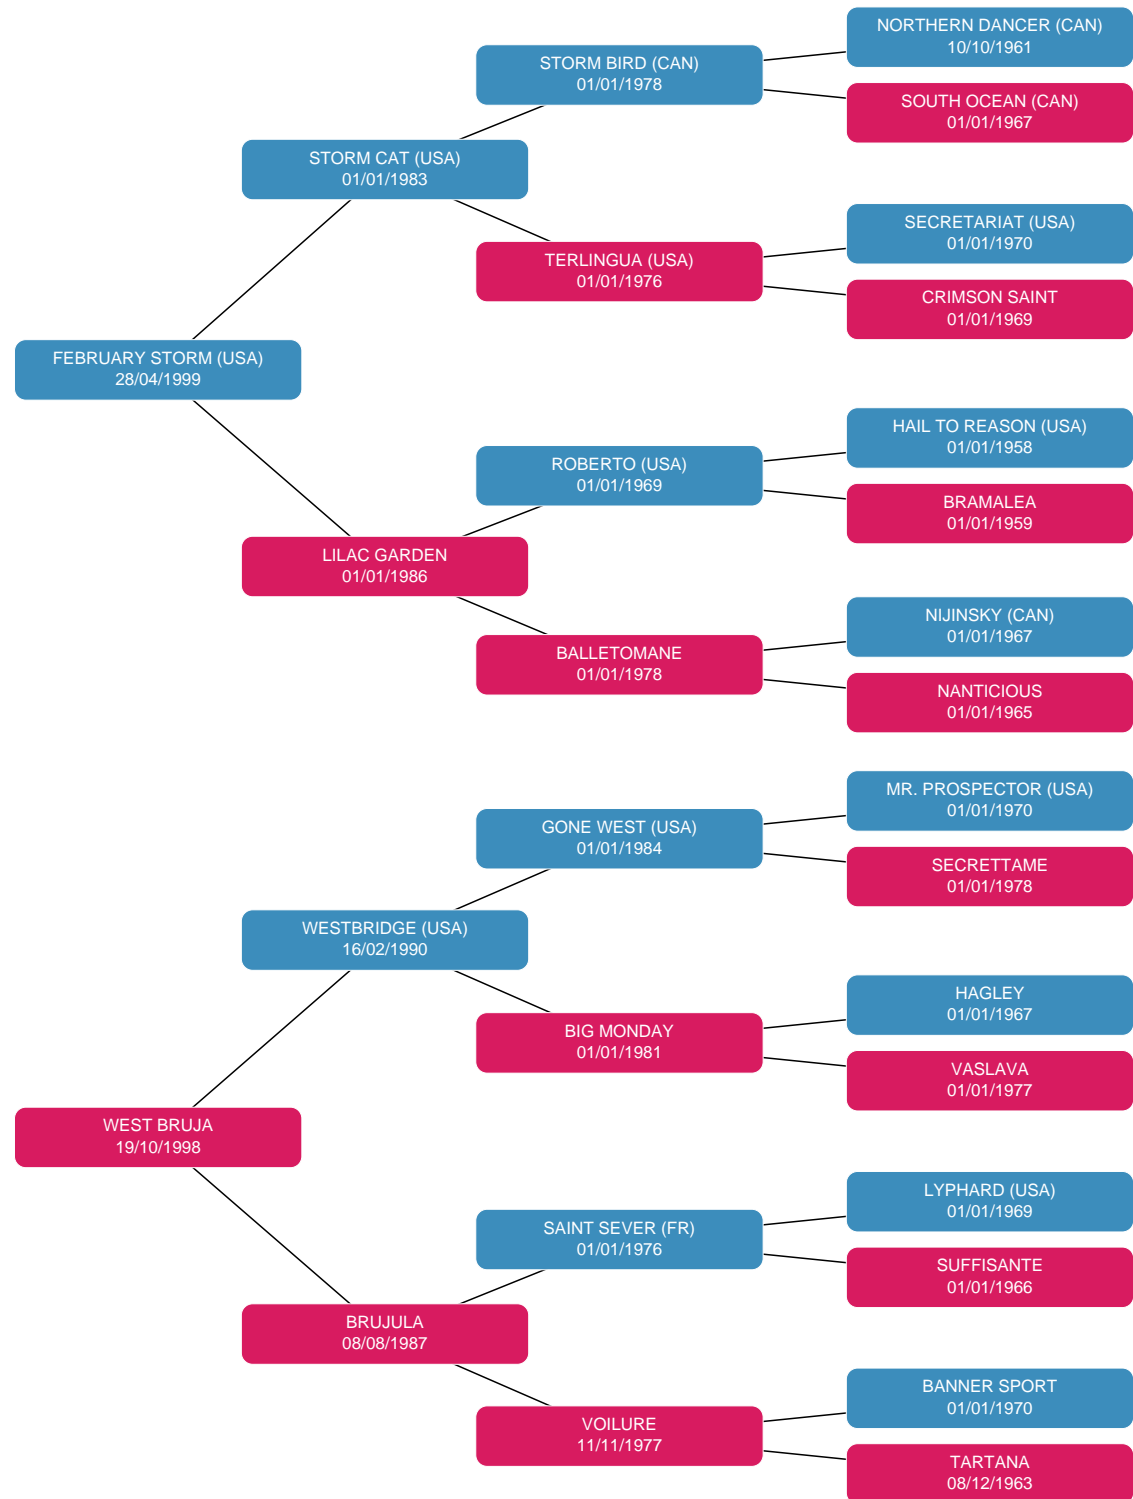 NORTHERN DANCER (CAN)
10/10/1961
STORM BIRD (CAN)
01/01/1978
SOUTH OCEAN (CAN)
01/01/1967
STORM CAT (USA)
01/01/1983
SECRETARIAT (USA)
01/01/1970
TERLINGUA (USA)
01/01/1976
CRIMSON SAINT
01/01/1969
FEBRUARY STORM (USA)
28/04/1999
HAIL TO REASON (USA)
01/01/1958
ROBERTO (USA)
01/01/1969
BRAMALEA
01/01/1959
LILAC GARDEN
01/01/1986
NIJINSKY (CAN)
01/01/1967
BALLETOMANE
01/01/1978
NANTICIOUS
01/01/1965
MR. PROSPECTOR (USA)
01/01/1970
GONE WEST (USA)
01/01/1984
SECRETTAME
01/01/1978
WESTBRIDGE (USA)
16/02/1990
HAGLEY
01/01/1967
BIG MONDAY
01/01/1981
VASLAVA
01/01/1977
WEST BRUJA
19/10/1998
LYPHARD (USA)
01/01/1969
SAINT SEVER (FR)
01/01/1976
SUFFISANTE
01/01/1966
BRUJULA
08/08/1987
BANNER SPORT
01/01/1970
VOILURE
11/11/1977
TARTANA
08/12/1963